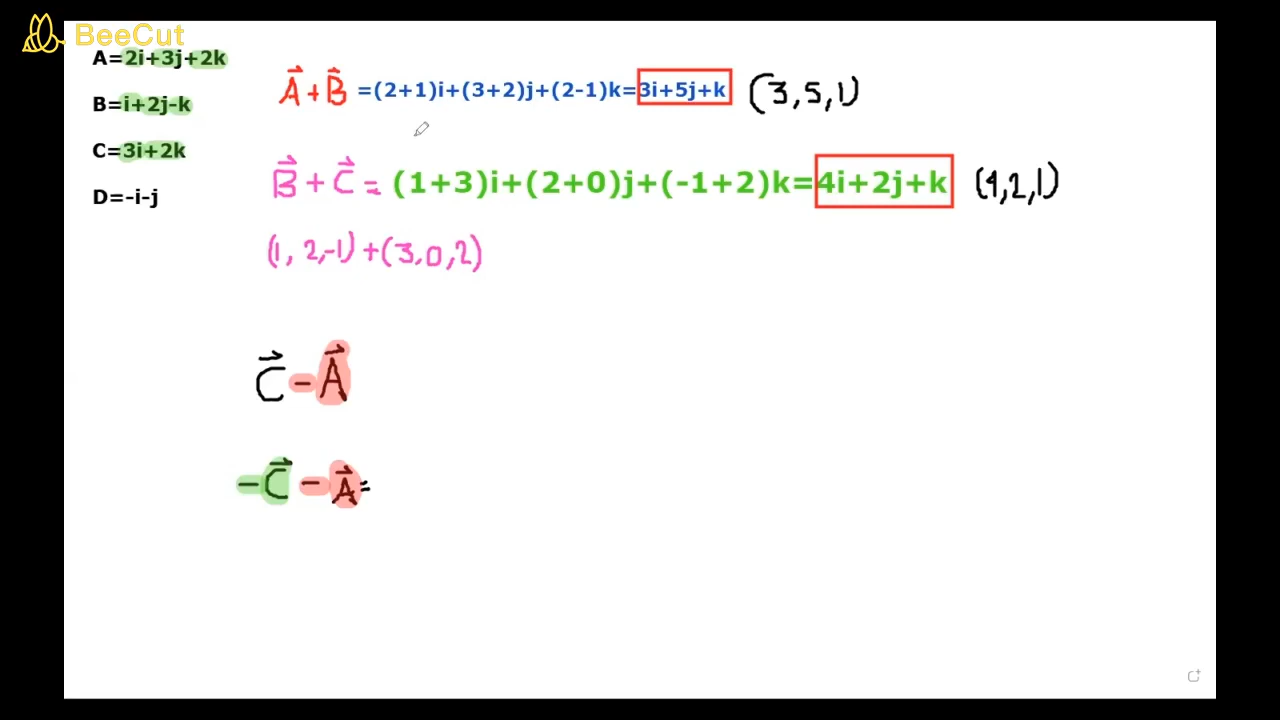 BeeCut
A=2i+3j+2k
A+B =(2+1)i+(3+2)j+(2-1)k=3i+5j+k (3,5,1)
B=i+2j-k
C=3i+2k
B+C= (1+3)i+(2+0)j+(-1+2)k=4i+2j+k (4,2,1)
D=-i-j
(1, 2,-1)+(3,0,2)
C-A
-C-A=